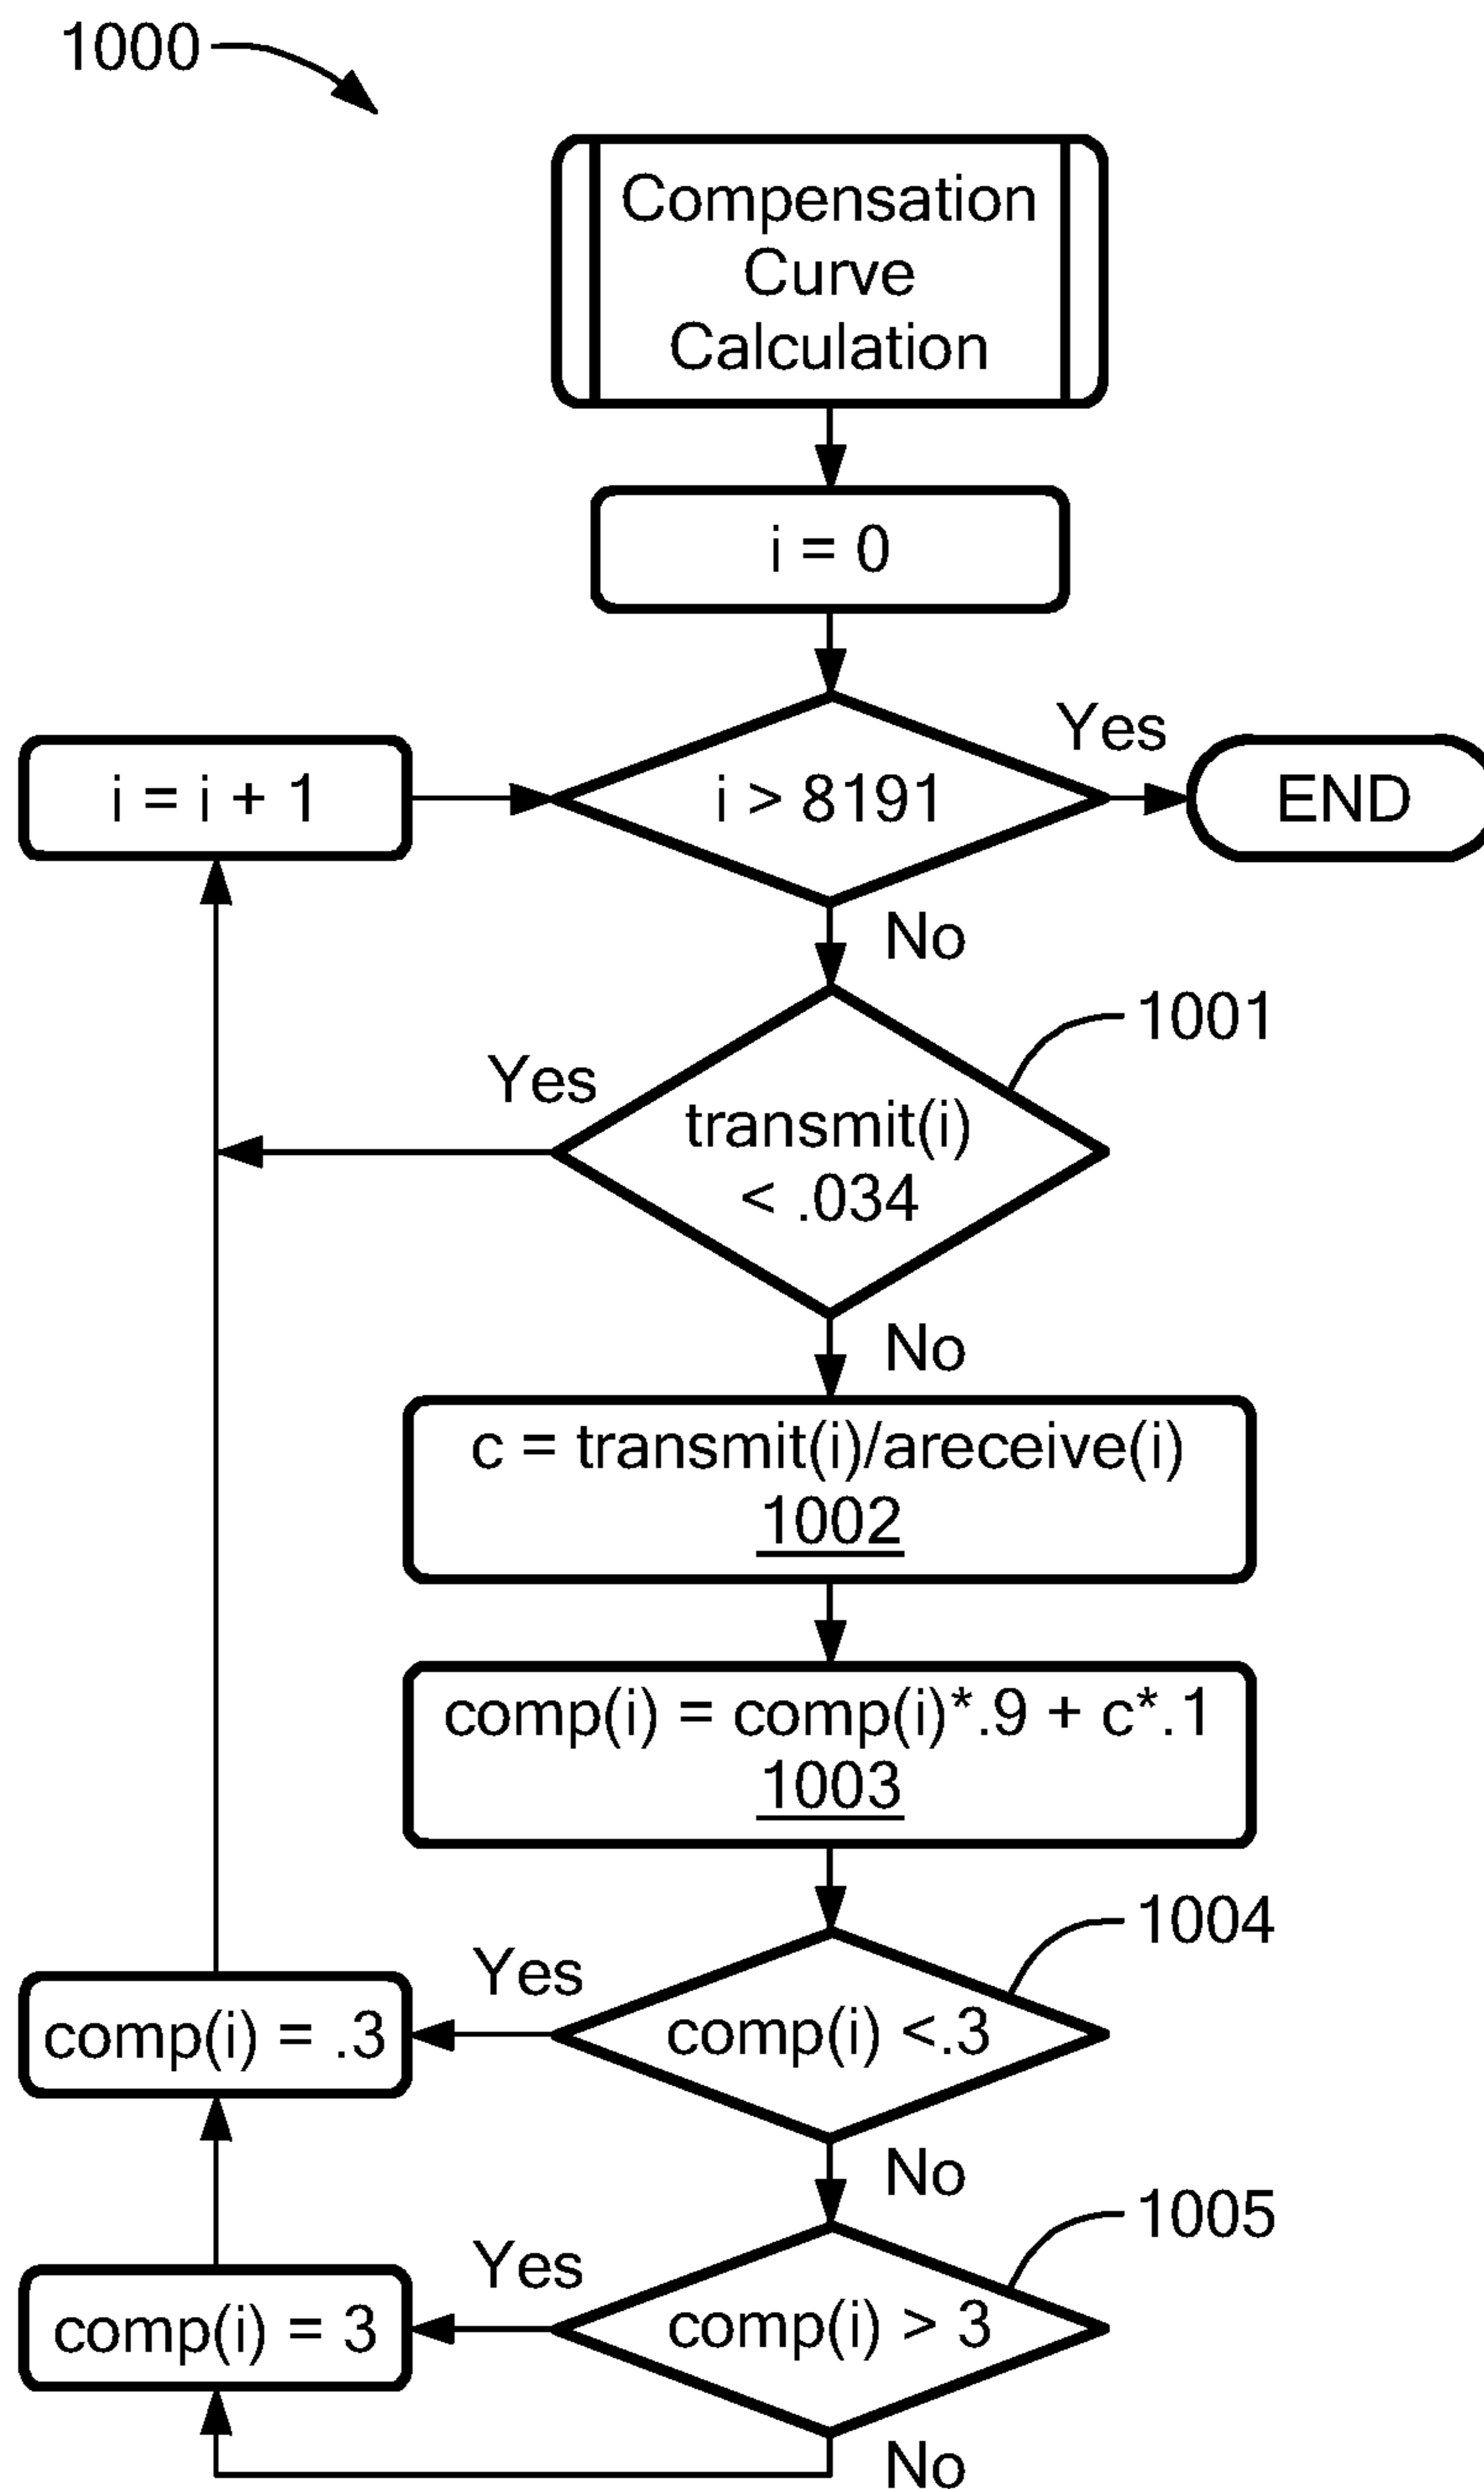 1000
Compensation
Curve
Calculation
i = 0
i = i + 1
i > 8191
Yes
END
No
1001
Yes
transmit(i)
< .034
No
c = transmit(i)/areceive(i)
1002
comp(i) = comp(i)*.9 + c*.1
1003
1004
Yes
comp(i) = .3
comp(i) <.3
No
1005
Yes
comp(i) = 3
comp(i) > 3
No